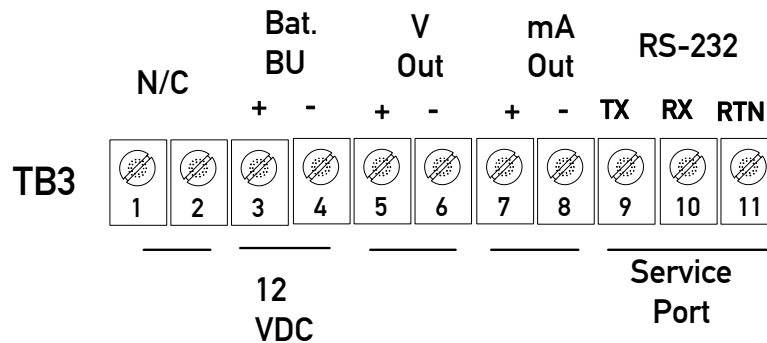 N/C
Bat.
BU
V
Out
mA
Out
RS-232
+ - + - + - TX RX RTN
TB3
1 2 3 4 5 6 7 8 9 10 11
12
VDC
Service
Port